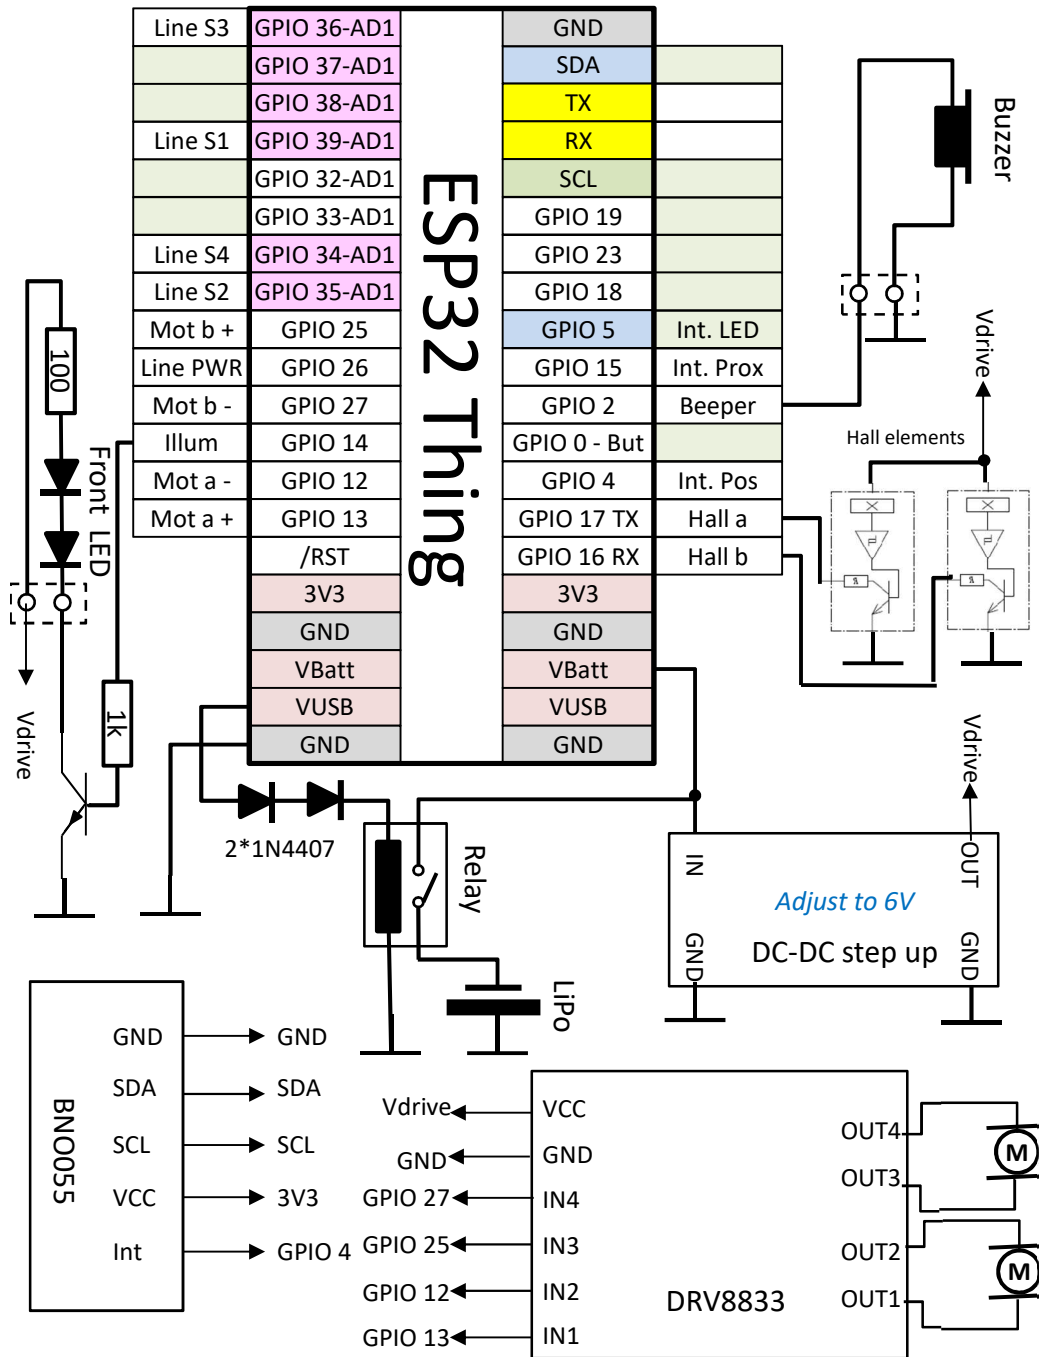 Line S3 GPIO 36-AD1 GND
GPIO 37-AD1 SDA
GPIO 38-AD1 TX
Line S1 GPIO 39-AD1 RX
GPIO 32-AD1 SCL
GPIO 33-AD1 GPIO 19
Line S4 GPIO 34-AD1 GPIO 23
Line S2 GPIO 35-AD1 GPIO 18
Mot b + GPIO 25 GPIO 5 Int. LED
Line PWR GPIO 26 GPIO 15 Int. Prox
Mot b - GPIO 27 GPIO 2 Beeper
Illum GPIO 14 GPIO 0 - But
Mot a - GPIO 12 GPIO 4 Int. Pos
Mot a + GPIO 13 GPIO 17 TX Hall a
/RST GPIO 16 RX Hall b
3V3 3V3
GND GND
VBatt VBatt
VUSB VUSB
GND GND
ESP32 Thing
Buzzer
Vdrive
Hall elements
100
Front LED
Vdrive
1k
2*1N4407
Relay
LiPo
Vdrive
IN OUT
Adjust to 6V
DC-DC step up
GND GND
BNO055
GND GND
SDA SDA
SCL SCL
VCC 3V3
Int GPIO 4
DRV8833
Vdrive VCC
GND GND
GPIO 27 IN4
GPIO 25 IN3
GPIO 12 IN2
GPIO 13 IN1
OUT4
OUT3
OUT2
OUT1
M
M